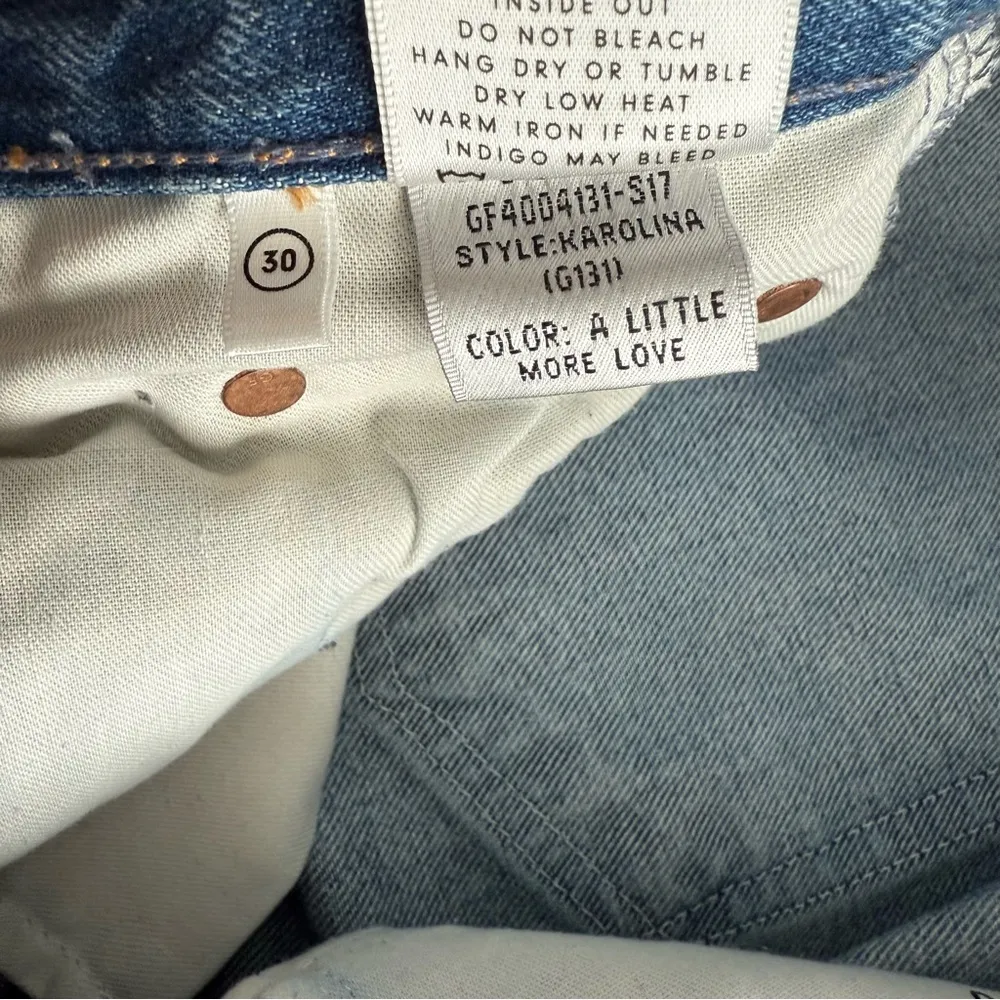 INSIDE OUT
DO NOT BLEACH
HANG DRY OR TUMBLE
DRY LOW HEAT
WARM IRON IF NEEDED
INDIGO MAY BLEED
GF4004131-S17
STYLE:KAROLINA
(G131)
COLOR: A LITTLE
MORE LOVE
30